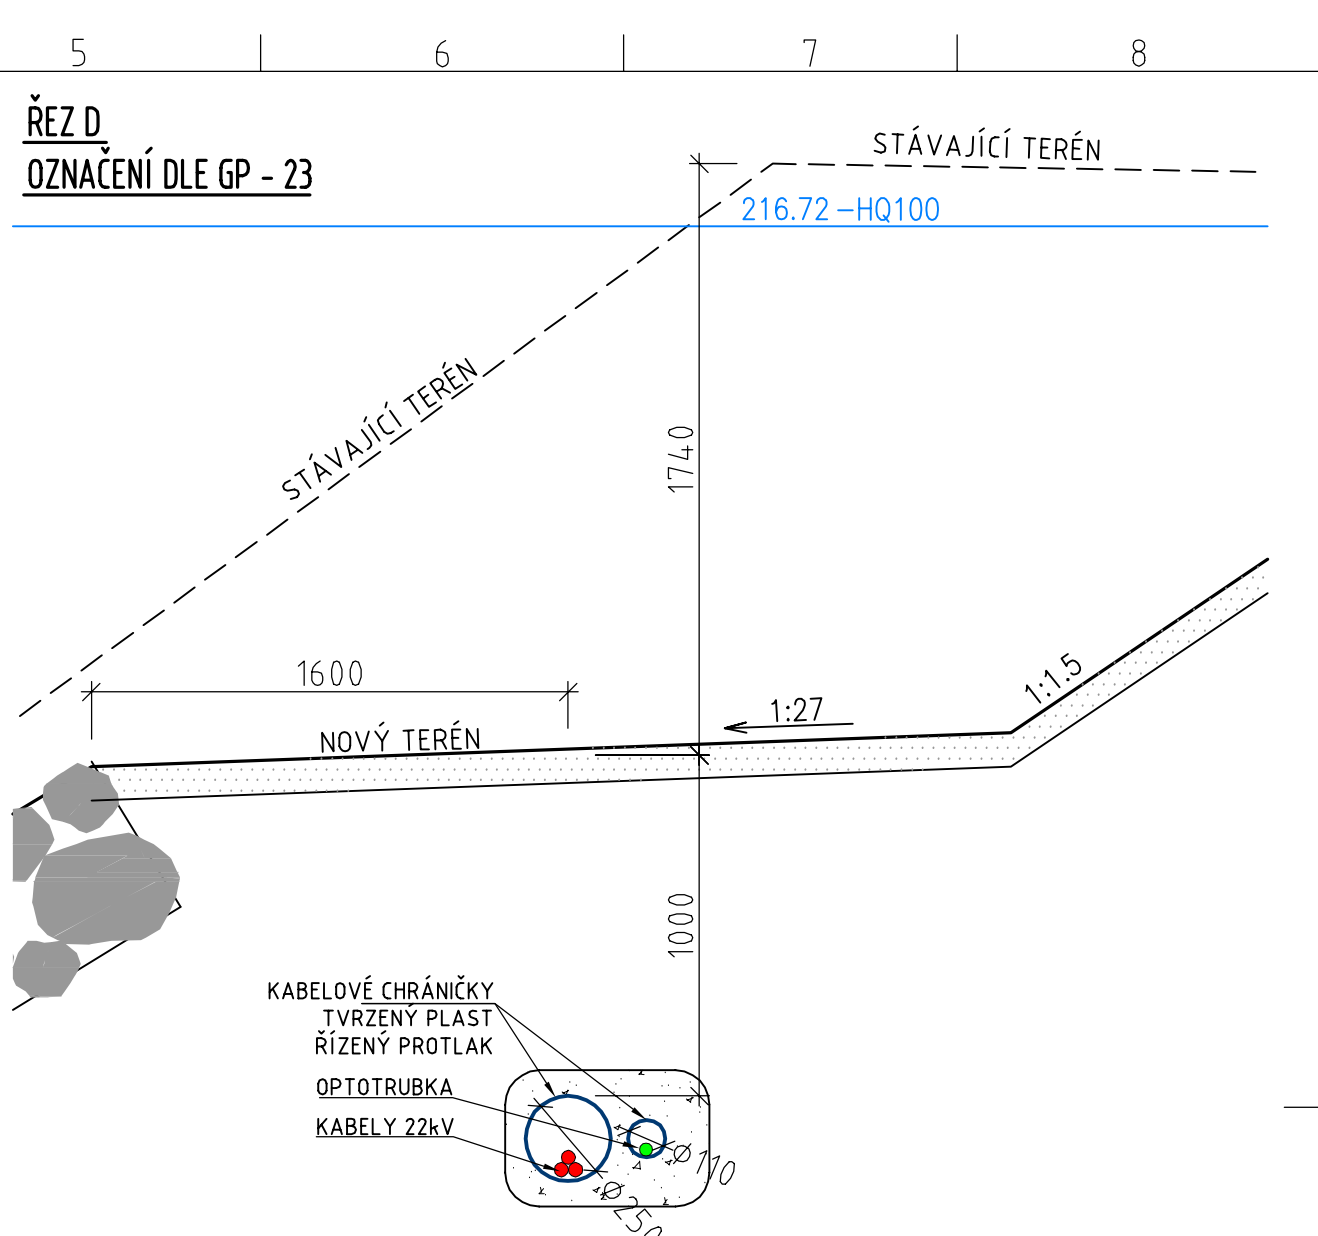 5 6 7 8
ŘEZ D
OZNAČENÍ DLE GP - 23
STÁVAJÍCÍ TERÉN
216.72 -HQ100
STÁVAJÍCÍ TERÉN
1740
1600
1:1.5
1:27
NOVÝ TERÉN
1000
KABELOVÉ CHRÁNIČKY
TVRZENÝ PLAST
ŘÍZENÝ PROTLAK
OPTOTRUBKA
KABELY 22kV
Ø110
Ø250